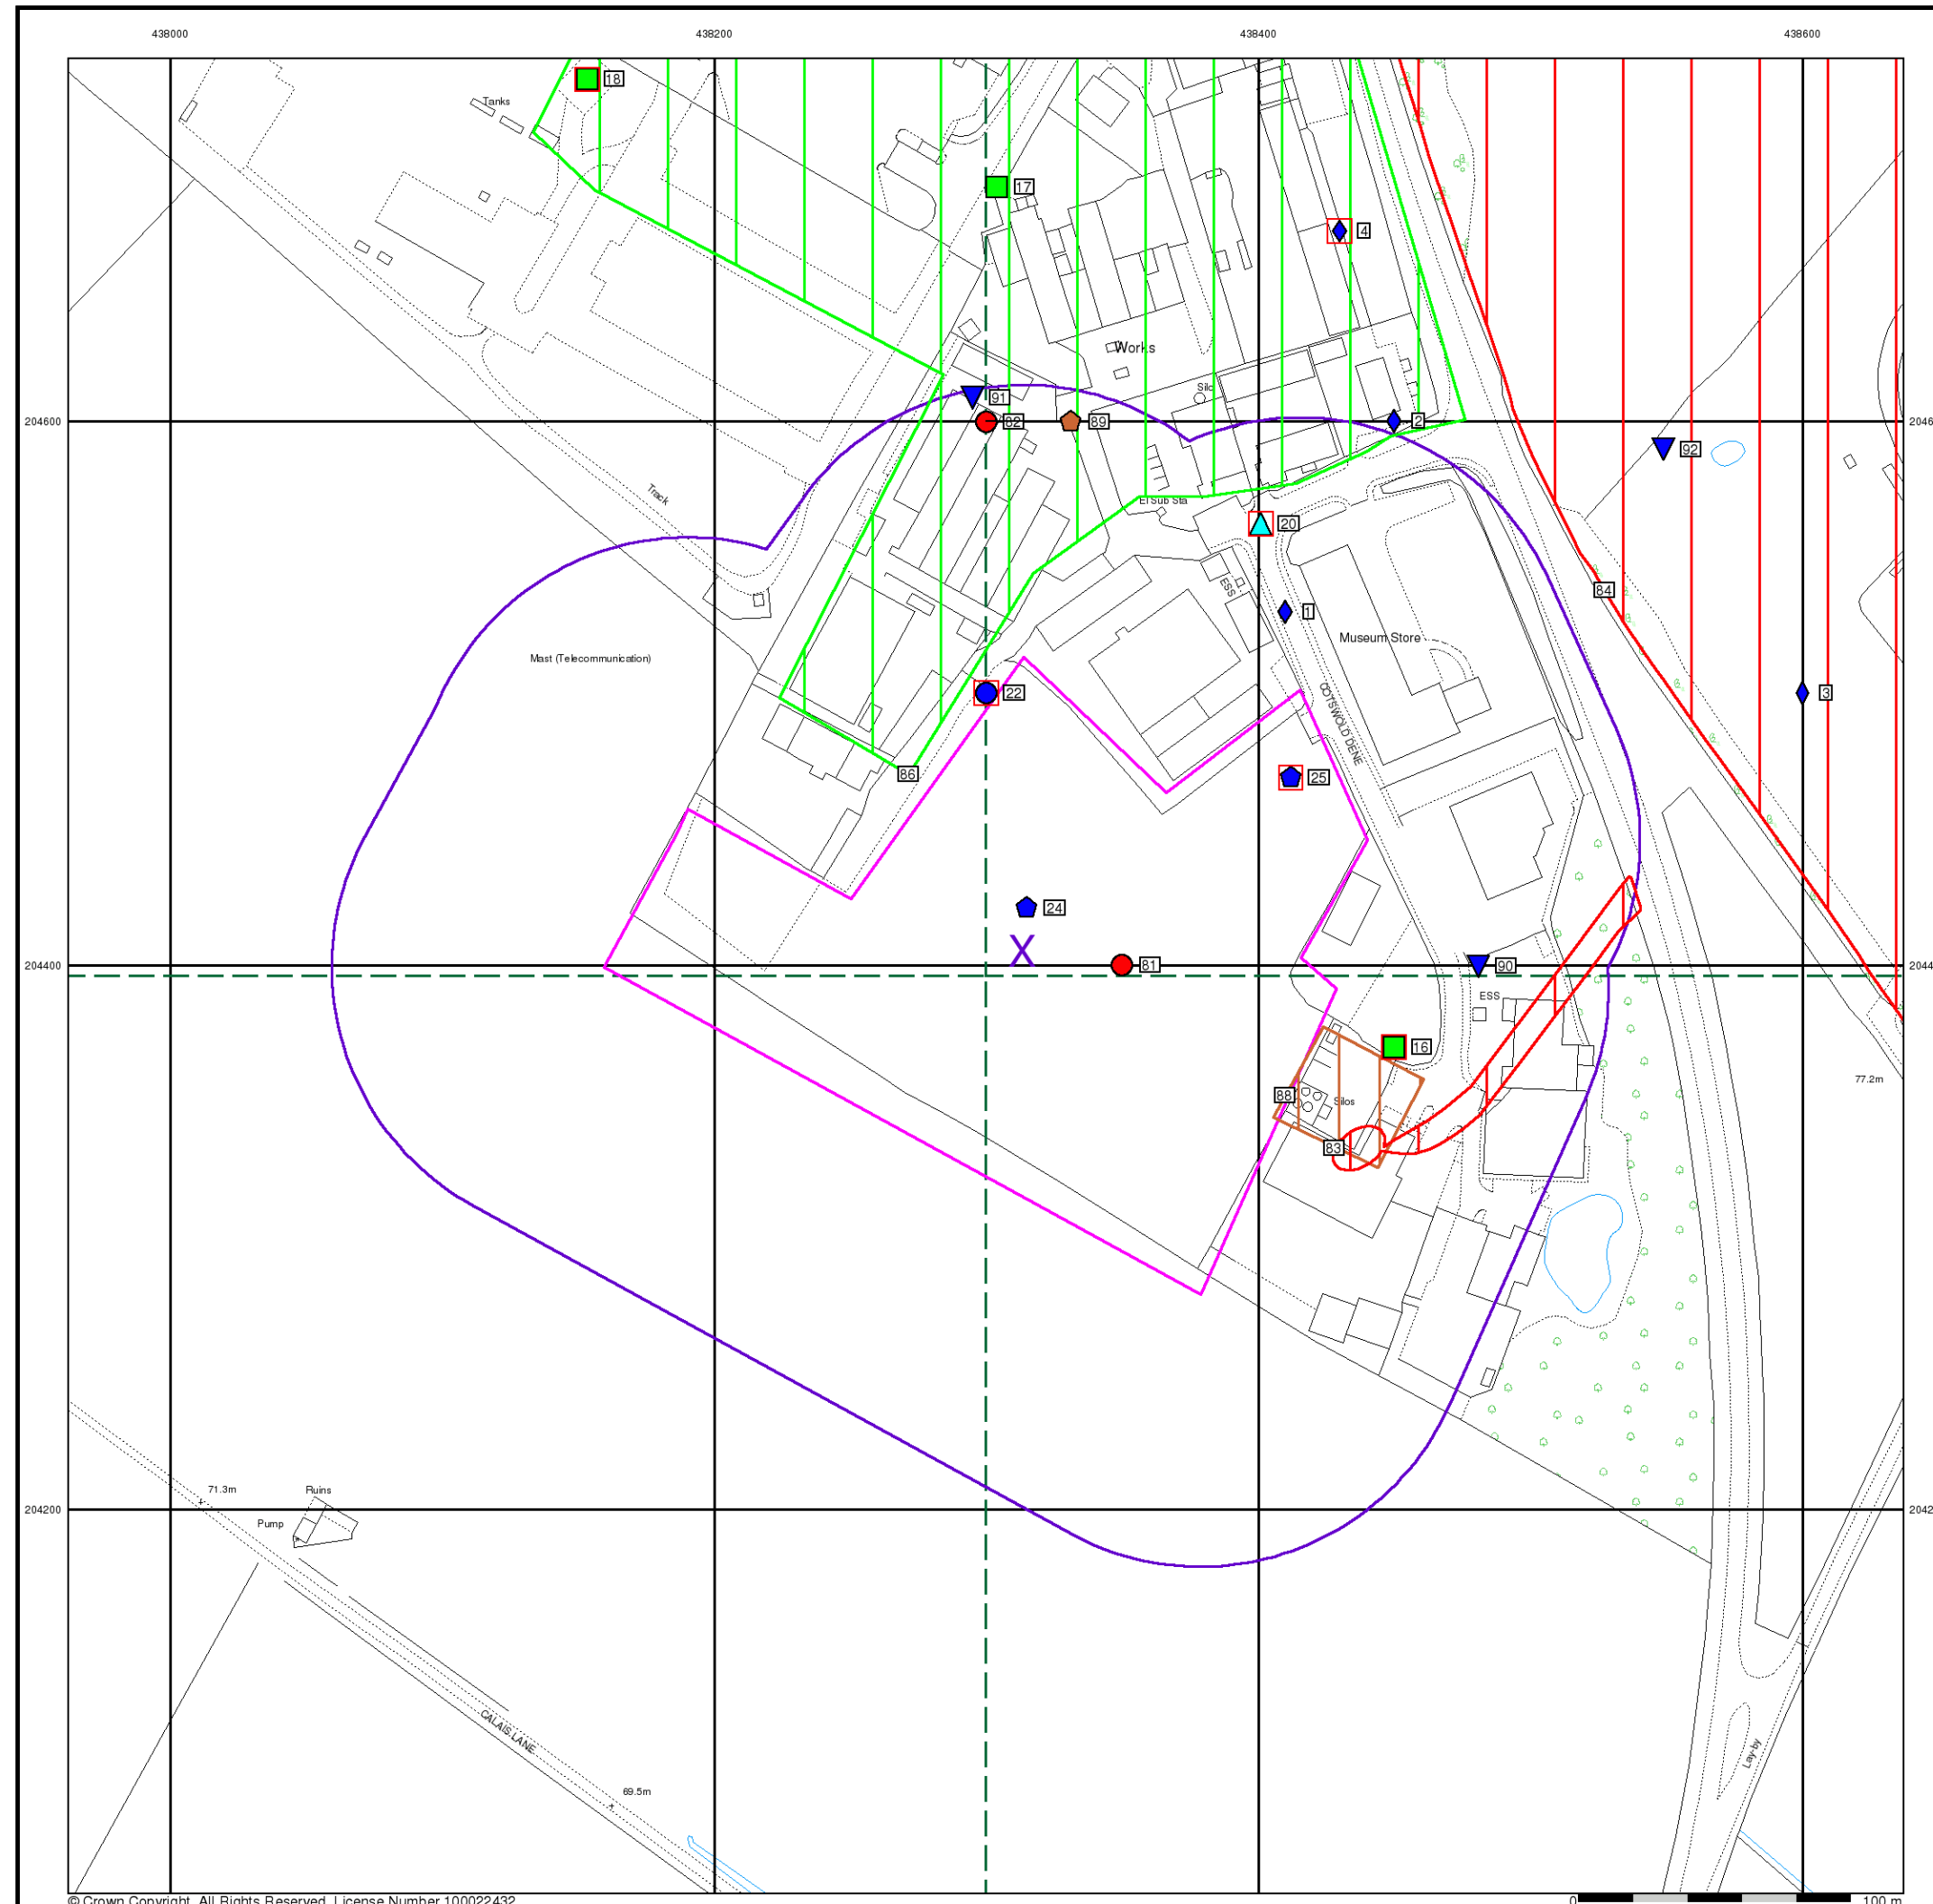 438000
438200
438400
438600
18
Tanks
17
4
Works
Silo
91
204600
82
89
2
2046
92
Track
El Sub Sta
20
84
ESS
1
Museum Store
Mast (Telecommunication)
22
3
COTSWOLD DENE
86
25
24
X
204400
81
90
2044
ESS
16
77.2m
88
Silos
83
71.3m
Ruins
204200
2042
Pump
CALAIS LANE
Lay-by
69.5m
© Crown Copyright. All Rights Reserved. License Number 100022432
0
100 m